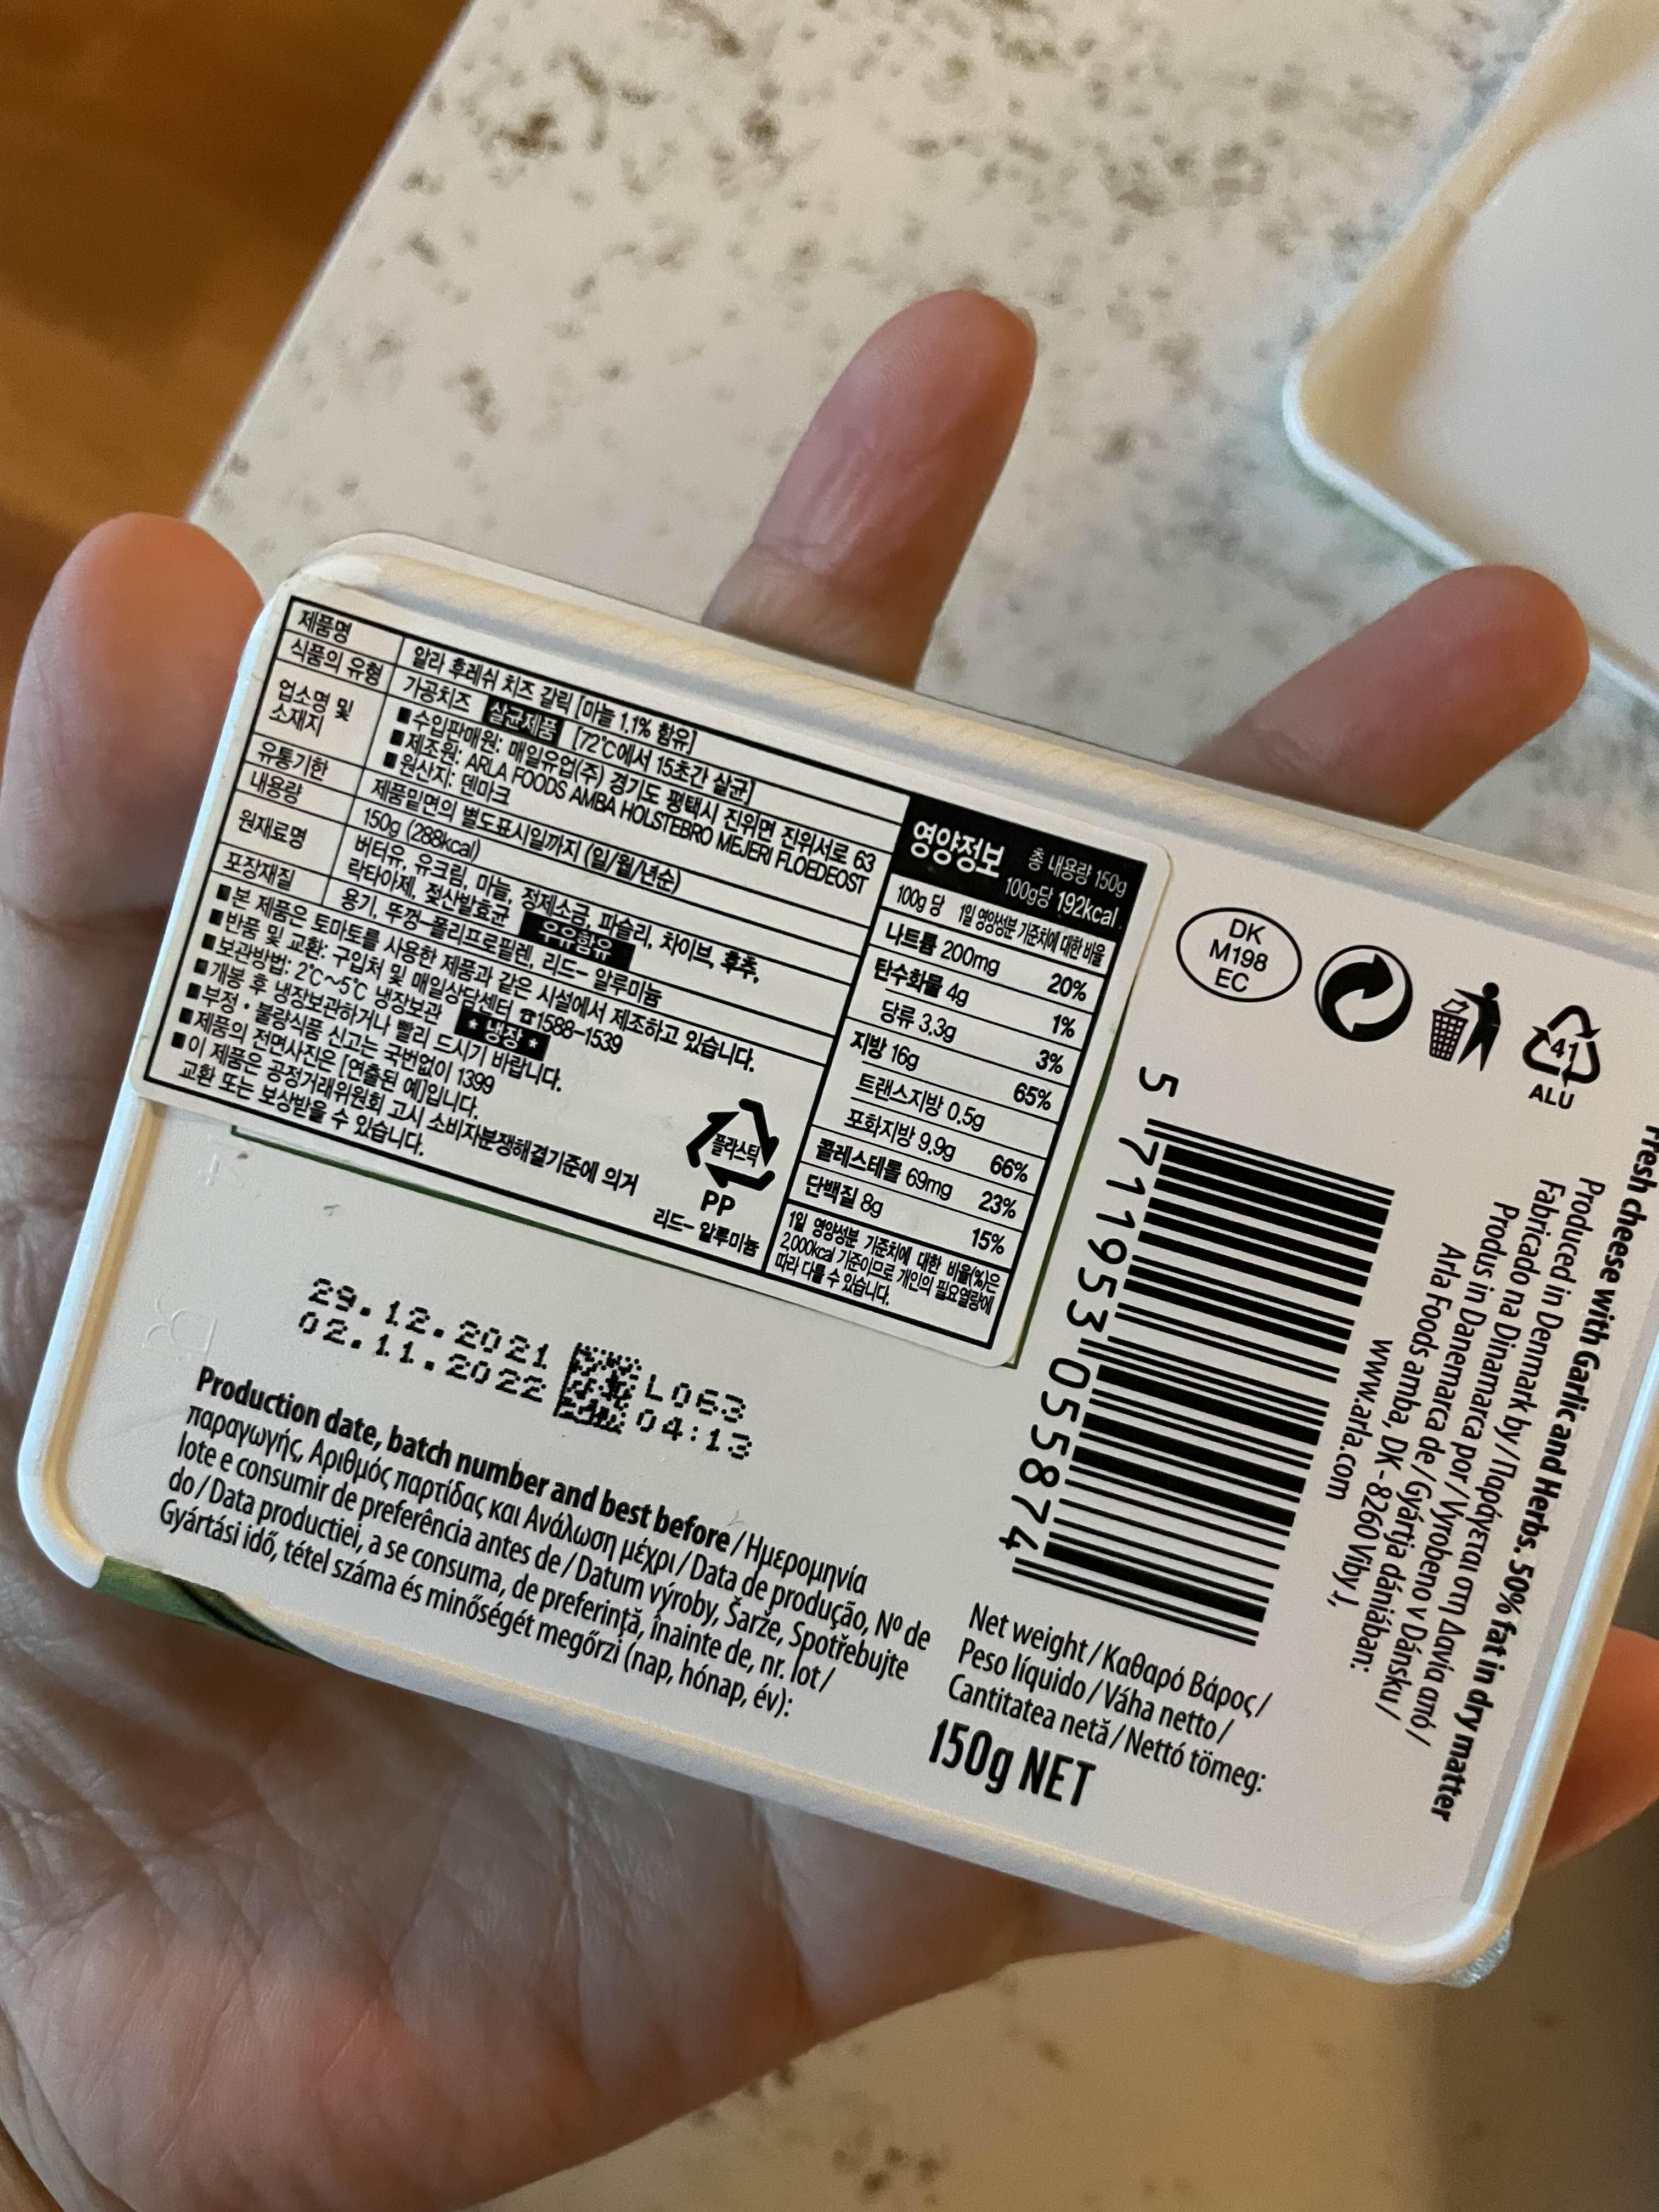 제품명 알라 후레쉬 치즈 갈릭 [마늘 1.1% 함유]
식품의 유형 가공치즈 살균제품 [72℃에서 15초간 살균]
업소명 및 소재지
■수입판매원: 매일유업(주) 경기도 평택시 진위면 진위서로 63
■제조원: ARLA FOODS AMBA HOLSTEBRO MEJERI FLOEDEOST
■원산지: 덴마크
유통기한 제품밑면의 별도표시일까지 (일/월/년순)
내용량 150g (288kcal)
원재료명 버터유, 유크림, 마늘, 정제소금, 파슬리, 차이브, 후추,
락타아제, 젖산발효균 우유함유
포장재질 용기, 뚜껑-폴리프로필렌, 리드- 알루미늄
■본 제품은 토마토를 사용한 제품과 같은 시설에서 제조하고 있습니다.
■반품 및 교환: 구입처 및 매일상담센터 ☎1588-1539
■보관방법: 2℃~5℃ 냉장보관 * 냉장 *
■개봉 후 냉장보관하거나 빨리 드시기 바랍니다.
■부정・불량식품 신고는 국번없이 1399
■제품의 전면사진은 [연출된 예]입니다.
■이 제품은 공정거래위원회 고시 소비자분쟁해결기준에 의거
교환 또는 보상받을 수 있습니다.
플라스틱
PP
리드- 알루미늄
영양정보 총 내용량 150g
100g당 192kcal
100g 당 1일 영양성분 기준치에 대한 비율
나트륨 200mg 20%
탄수화물 4g 1%
당류 3.3g 3%
지방 16g 65%
트랜스지방 0.5g
포화지방 9.9g 66%
콜레스테롤 69mg 23%
단백질 8g 15%
1일 영양성분 기준치에 대한 비율(%)은
2,000kcal 기준이므로 개인의 필요열량에
따라 다를 수 있습니다.
DK
M198
EC
41
ALU
5 711953 055874
Fresh cheese with Garlic and Herbs. 50% fat in dry matter
Produced in Denmark by / Παράγεται στη Δανία από /
Fabricado na Dinamarca por / Vyrobeno v Dánsku /
Produs in Danemarca de / Gyártja dániában:
Arla Foods amba, DK - 8260 Viby J,
www.arla.com
29.12.2021 L063
02.11.2022 04:13
Production date, batch number and best before / Ημερομηνία
παραγωγής, Αριθμός παρτίδας και Ανάλωση μέχρι / Data de produção, Nº de
lote e consumir de preferência antes de / Datum výroby, Šarže, Spotřebujte
do / Data productiei, a se consuma, de preferinţă, înainte de, nr. lot /
Gyártási idő, tétel száma és minőségét megőrzi (nap, hónap, év):
Net weight / Καθαρό Βάρος /
Peso líquido / Váha netto /
Cantitatea netă / Nettó tömeg:
150g NET